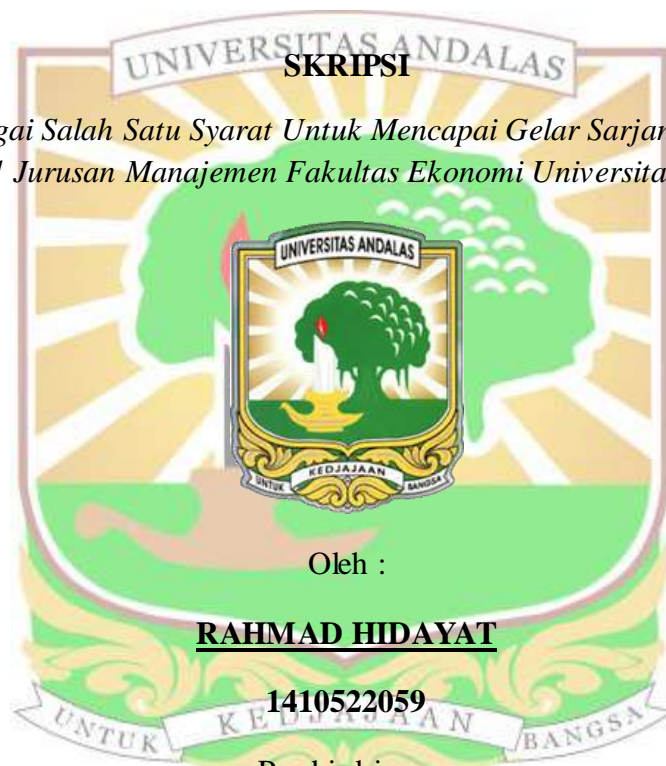 UNIVERSITAS ANDALAS
SKRIPSI
gai Salah Satu Syarat Untuk Mencapai Gelar Sarjan
Jurusan Manajemen Fakultas Ekonomi Universita
UNIVERSITAS ANDALAS
UNTUK KEDJAJAAN BANGSA
Oleh :
RAHMAD HIDAYAT
1410522059
UNTUK KEDJAJAAN BANGSA